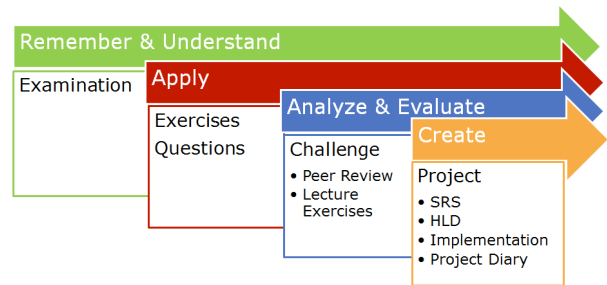 Remember & Understand
Examination
Apply
Exercises
Questions
Analyze & Evaluate
Challenge
• Peer Review
• Lecture
Exercises
Create
Project
• SRS
• HLD
• Implementation
• Project Diary